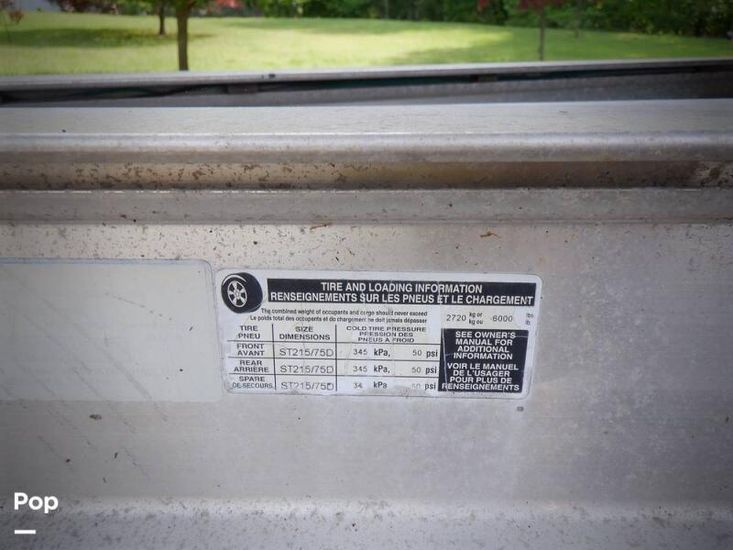 TIRE AND LOADING INFORMATION
RENSEIGNEMENTS SUR LES PNEUS ET LE CHARGEMENT
The combined weight of occupants and cargo should never exceed
Le poids total des occupants et du chargement ne doit jamais dépasser
2720 kg or 6000 lbs
kg ou lb
TIRE SIZE COLD TIRE PRESSURE
PNEU DIMENSIONS PRESSION DES
PNEUS À FROID
FRONT
AVANT ST215/75D 345 kPa, 50 psi
REAR
ARRIÈRE ST215/75D 345 kPa, 50 psi
SPARE
DE SECOURS ST215/75D 34 kPa 50 psi
SEE OWNER'S
MANUAL FOR
ADDITIONAL
INFORMATION
VOIR LE MANUEL
DE L'USAGER
POUR PLUS DE
RENSEIGNEMENTS
Pop